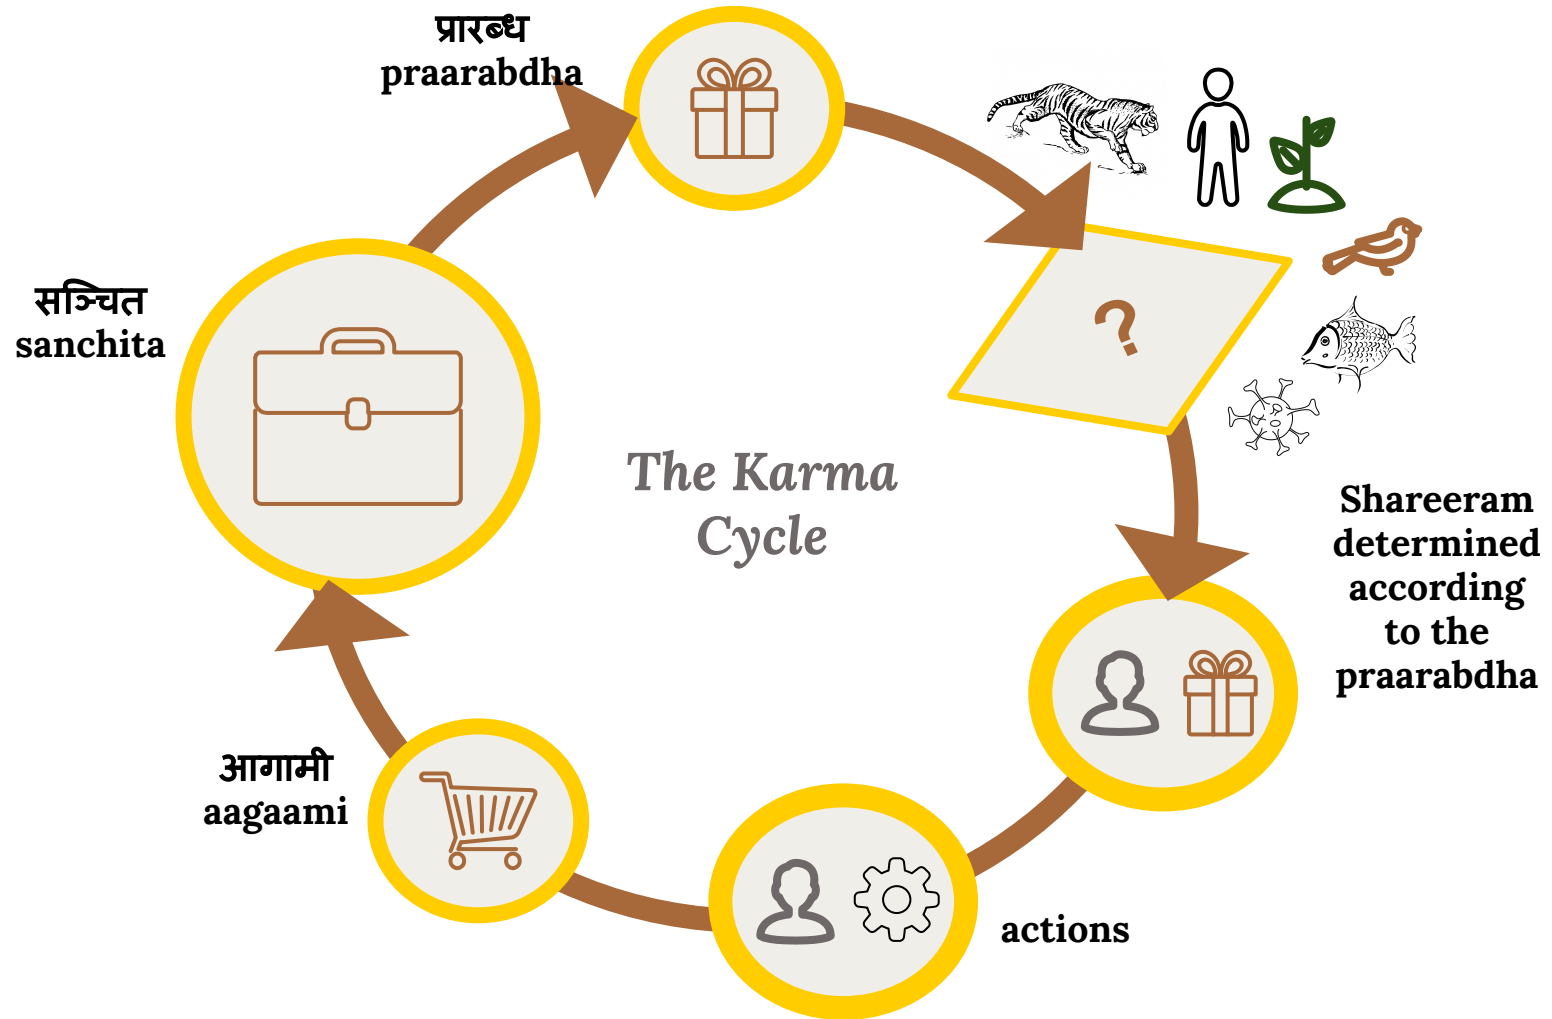 प्रारब्ध
praarabdha
सञ्चित
sanchita
?
The Karma
Cycle
Shareeram
determined
according
to the
praarabdha
आगामी
aagaami
actions